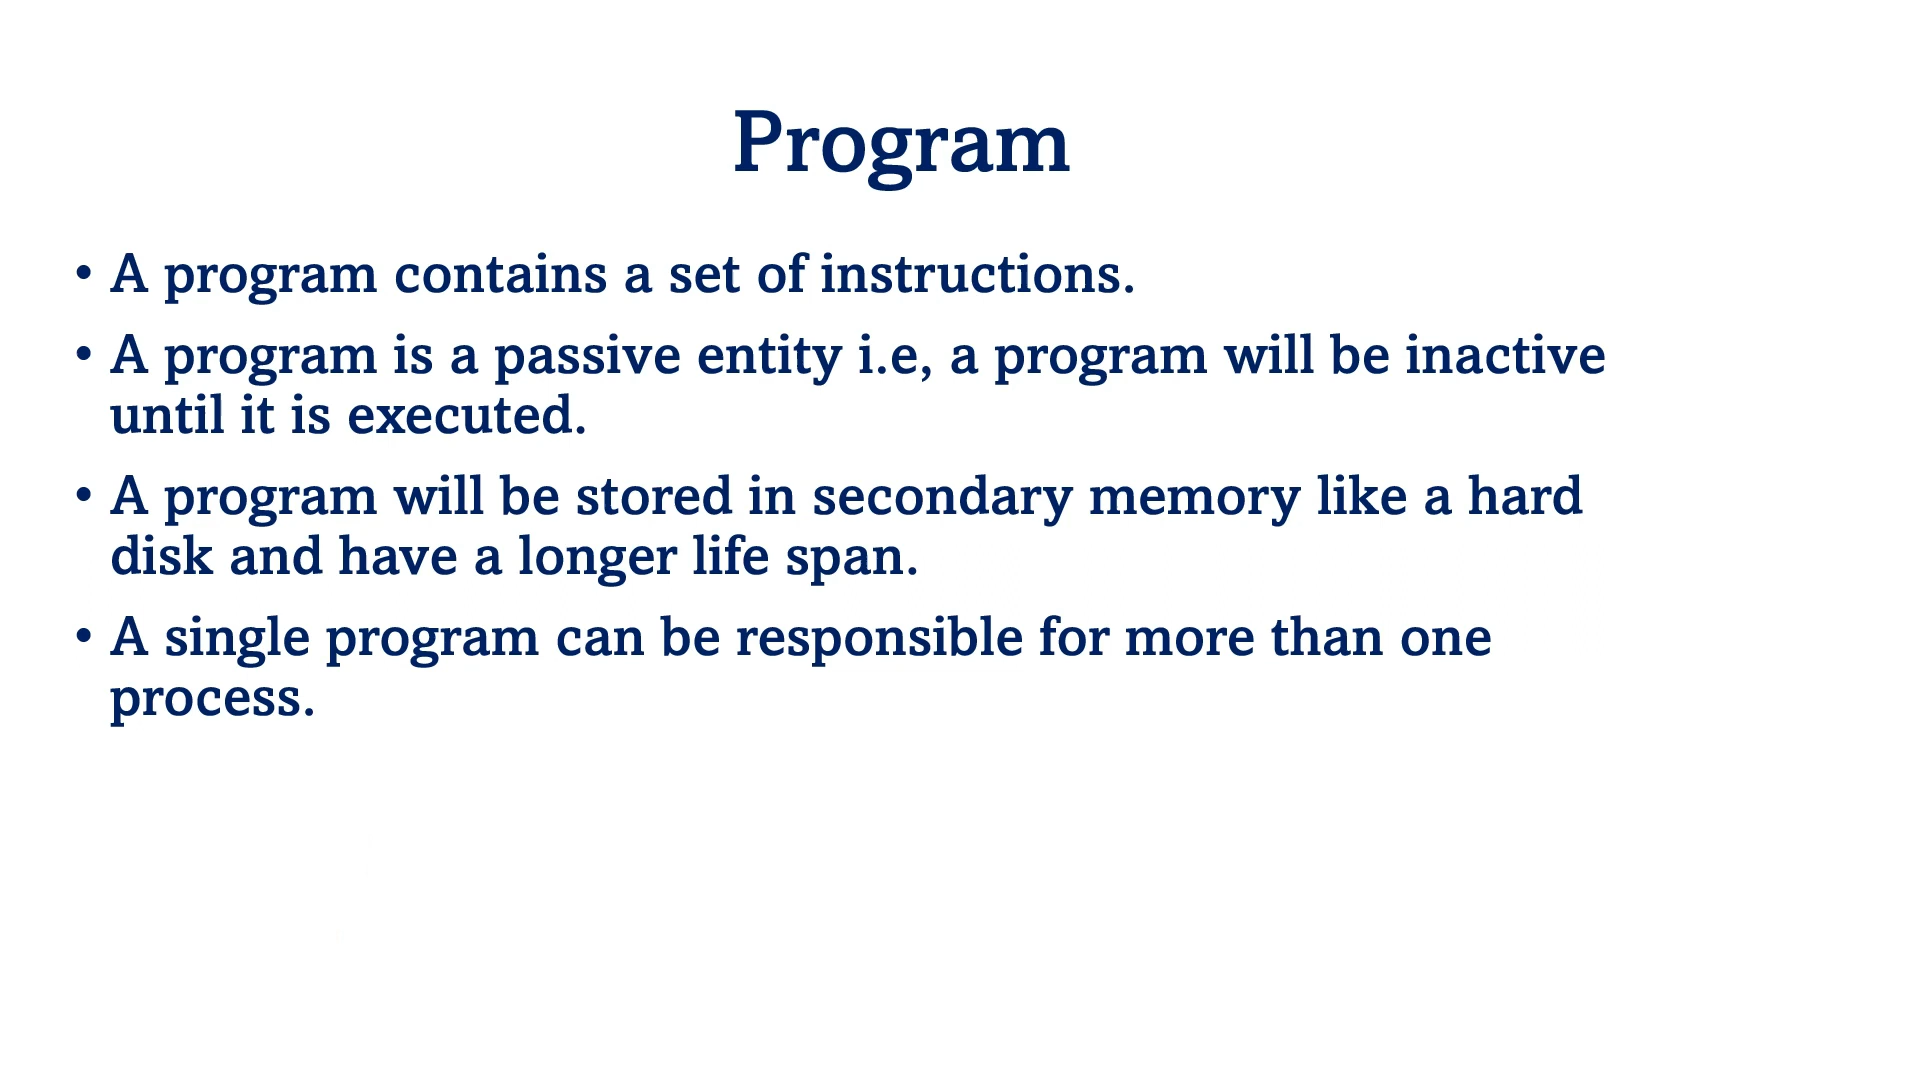 Program
• A program contains a set of instructions.
• A program is a passive entity i.e, a program will be inactive
until it is executed.
• A program will be stored in secondary memory like a hard
disk and have a longer life span.
• A single program can be responsible for more than one
process.